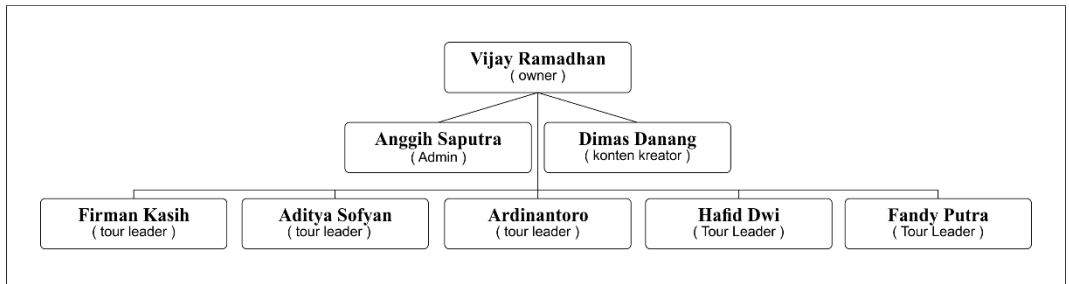 Vijay Ramadhan
( owner )
Anggih Saputra
( Admin )
Dimas Danang
( konten kreator )
Firman Kasih
( tour leader )
Aditya Sofyan
( tour leader )
Ardinantoro
( tour leader )
Hafid Dwi
( Tour Leader )
Fandy Putra
( Tour Leader )